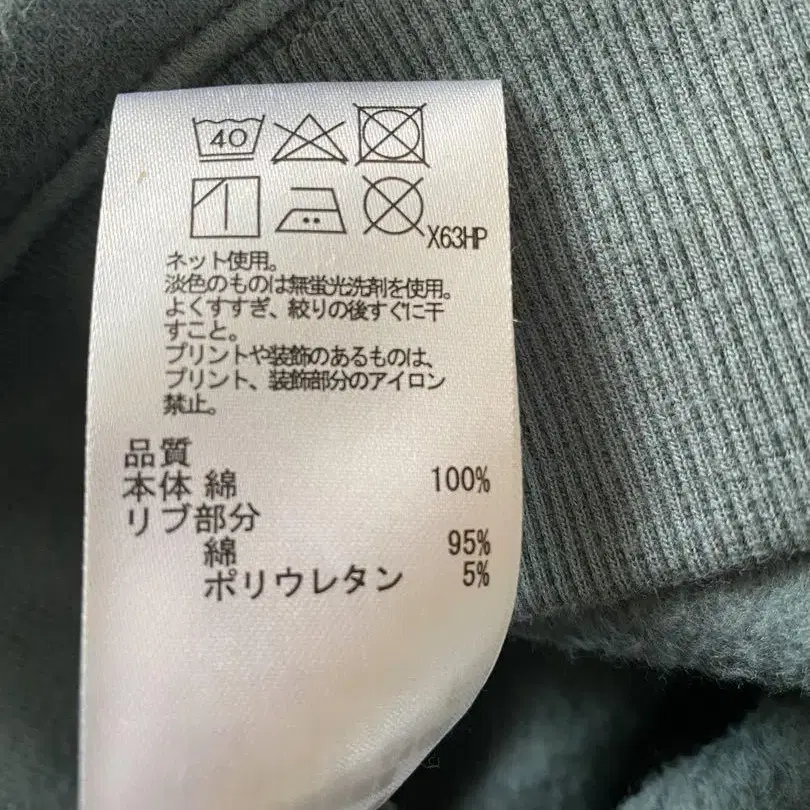 40
X63HP
ネット使用。
淡色のものは無蛍光洗剤を使用。
よくすすぎ、絞りの後すぐに干
すこと。
プリントや装飾のあるものは、
プリント、装飾部分のアイロン
禁止。
品質
本体 綿 100%
リブ部分
綿 95%
ポリウレタン 5%